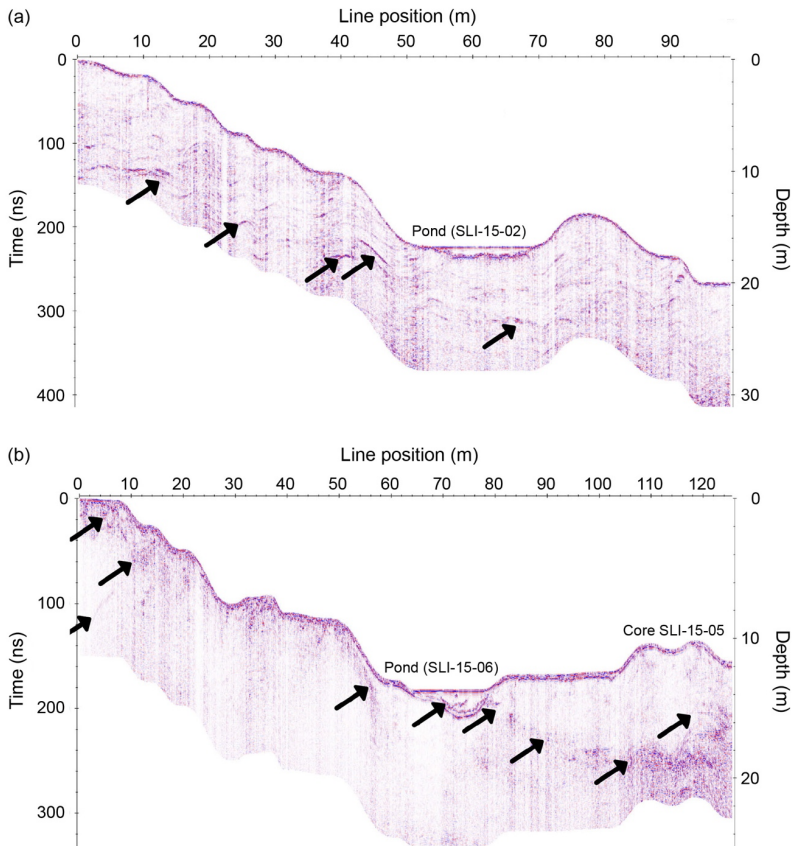 (a)
Line position (m)
0 10 20 30 40 50 60 70 80 90
0 0
100
10
200
20
300
400 30
Time (ns)
Depth (m)
Pond (SLI-15-02)
(b)
Line position (m)
0 10 20 30 40 50 60 70 80 90 100 110 120
0 0
100
10
200
20
300
Time (ns)
Depth (m)
Core SLI-15-05
Pond (SLI-15-06)